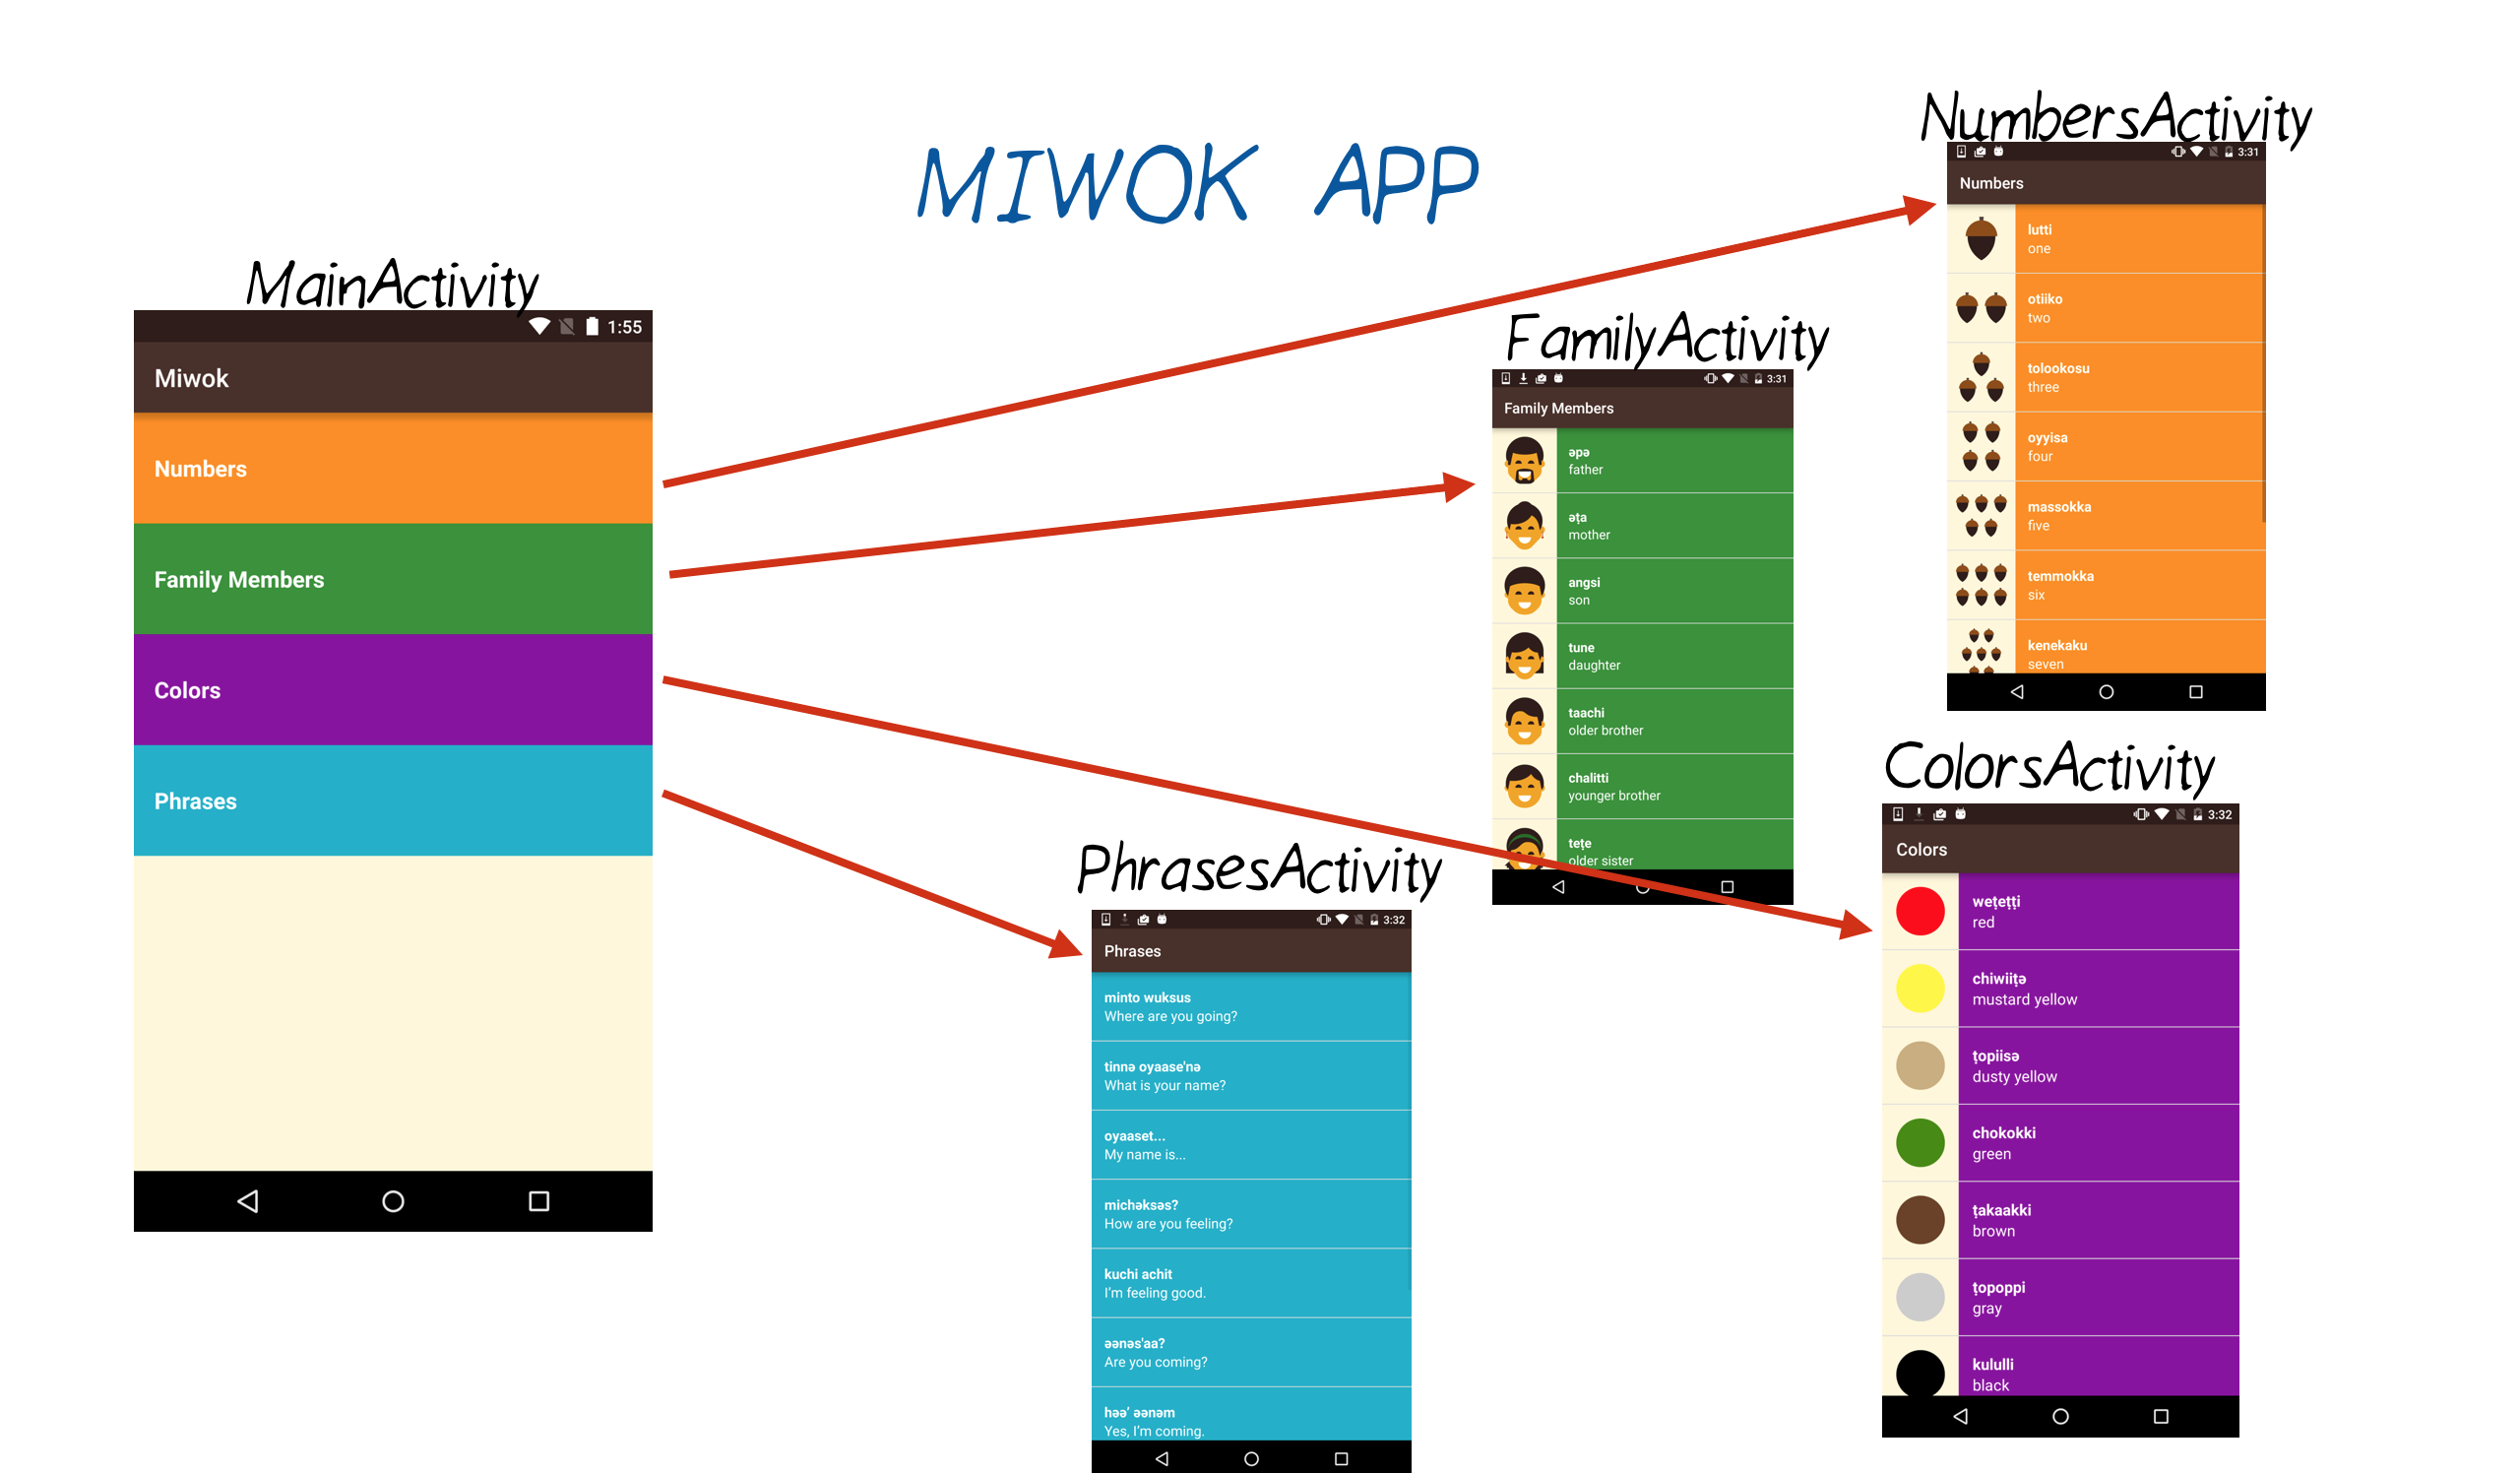 MIWOK APP
MainActivity
1:55
Miwok
Numbers
Family Members
Colors
Phrases
NumbersActivity
3:31
Numbers
lutti
one
otiiko
two
tolookosu
three
oyyisa
four
massokka
five
temmokka
six
kenekaku
seven
FamilyActivity
3:31
Family Members
əpə
father
əṭa
mother
angsi
son
tune
daughter
taachi
older brother
chalitti
younger brother
teṭe
older sister
ColorsActivity
3:32
Colors
weṭeṭṭi
red
chiwiiṭə
mustard yellow
ṭopiisə
dusty yellow
chokokki
green
ṭakaakki
brown
ṭopoppi
gray
kululli
black
PhrasesActivity
3:32
Phrases
minto wuksus
Where are you going?
tinnə oyaase'nə
What is your name?
oyaaset...
My name is...
michəksəs?
How are you feeling?
kuchi achit
I'm feeling good.
əənəs'aa?
Are you coming?
həə’ əənəm
Yes, I’m coming.